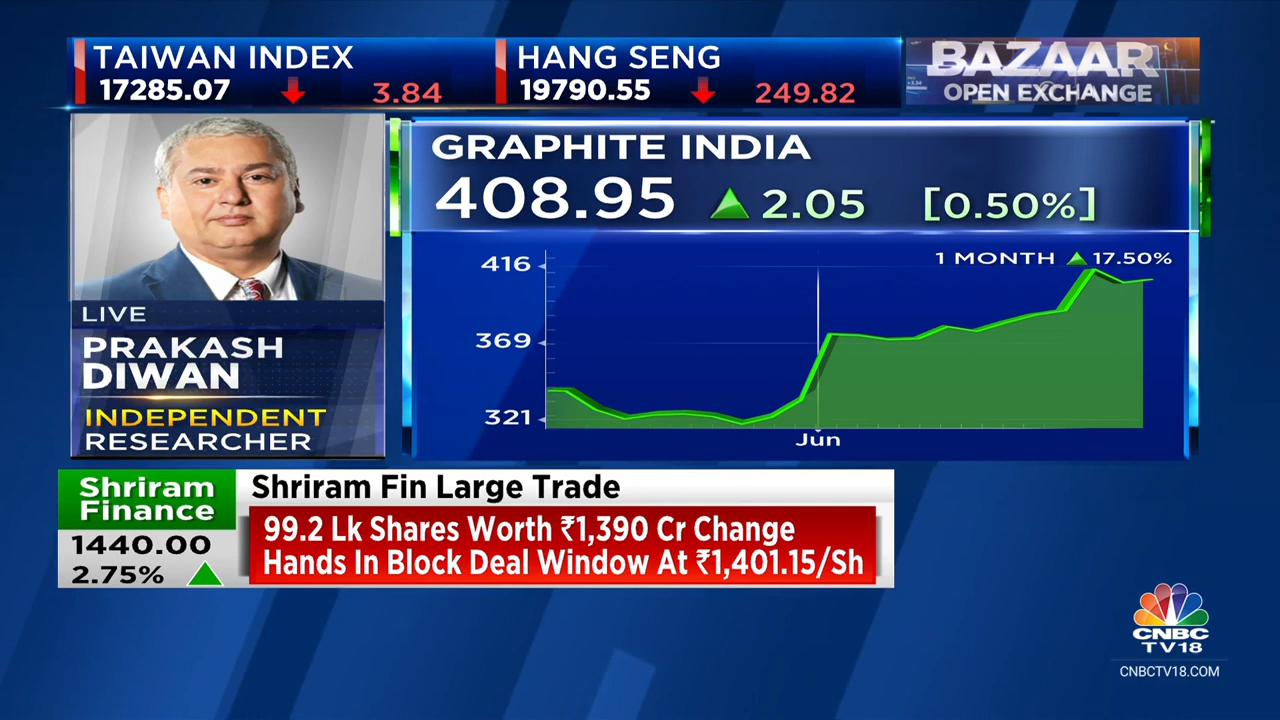 TAIWAN INDEX
17285.07 3.84
HANG SENG
19790.55 249.82
BAZAAR
OPEN EXCHANGE
GRAPHITE INDIA
408.95 ▲ 2.05 [0.50%]
1 MONTH ▲ 17.50%
416
369
321
Jun
LIVE
PRAKASH
DIWAN
INDEPENDENT
RESEARCHER
Shriram
Finance
1440.00
2.75% ▲
Shriram Fin Large Trade
99.2 Lk Shares Worth ₹1,390 Cr Change
Hands In Block Deal Window At ₹1,401.15/Sh
CNBC
TV18
CNBCTV18.COM